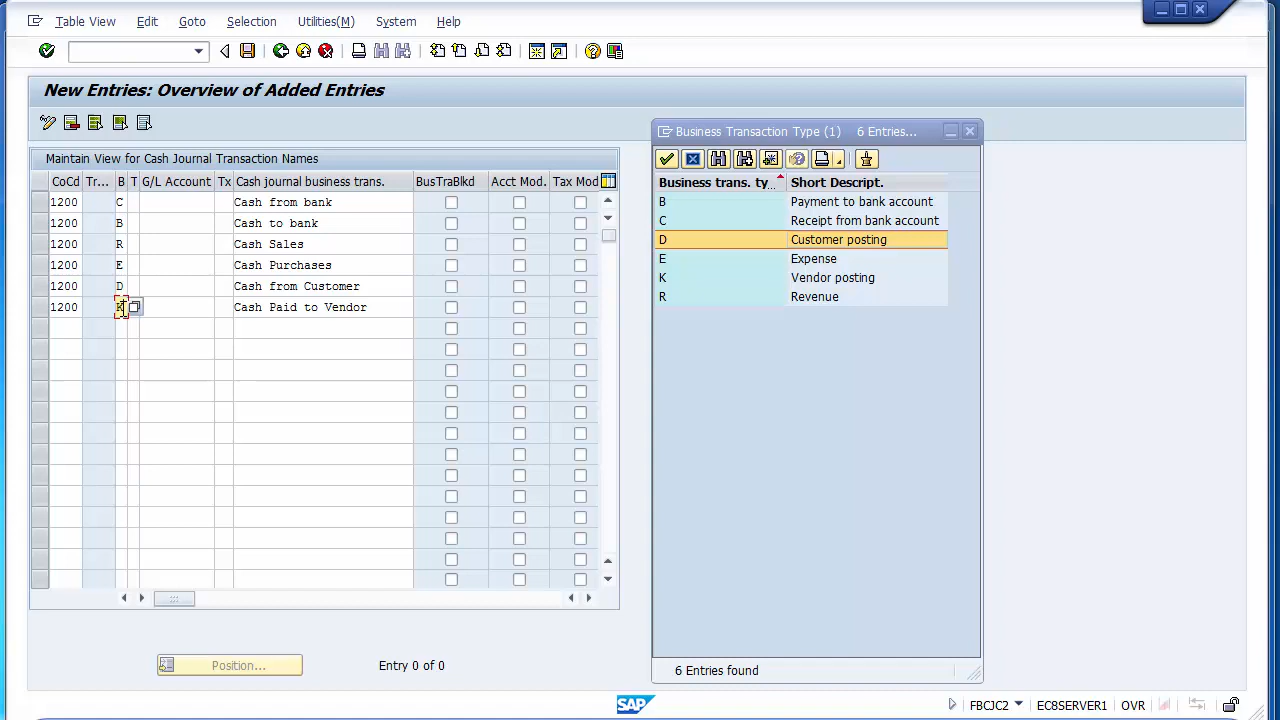 Table View Edit Goto Selection Utilities(M) System Help
New Entries: Overview of Added Entries
Maintain View for Cash Journal Transaction Names
CoCd Tr... B T G/L Account Tx Cash journal business trans. BusTraBlkd Acct Mod. Tax Mod
1200 C Cash from bank
1200 B Cash to bank
1200 R Cash Sales
1200 E Cash Purchases
1200 D Cash from Customer
1200 K Cash Paid to Vendor
Position... Entry 0 of 0
Business Transaction Type (1) 6 Entries...
Business trans. ty... Short Descript.
B Payment to bank account
C Receipt from bank account
D Customer posting
E Expense
K Vendor posting
R Revenue
6 Entries found
SAP FBCJC2 EC8SERVER1 OVR